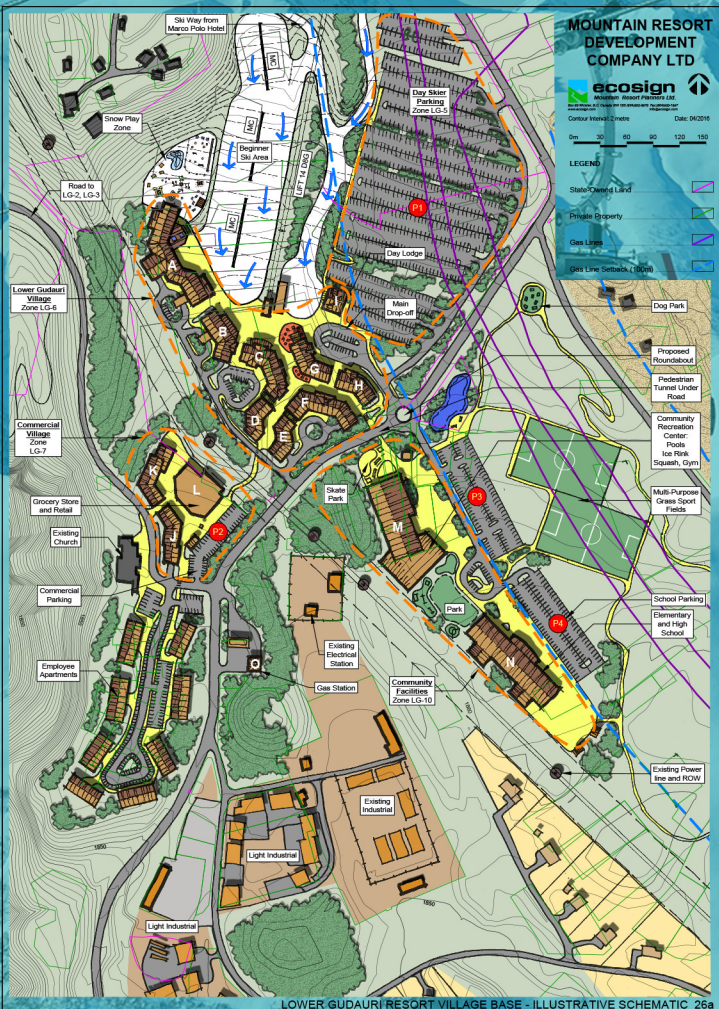 Ski Way from
Marco Polo Hotel
MOUNTAIN RESORT
DEVELOPMENT
COMPANY LTD
ecosign
Mountain Resort Planners Ltd.
Contour Interval: 2 metre
Date: 04/2016
0m 30 60 90 120 150
LEGEND
State Owned Land
Private Property
Gas Lines
Gas Line Setback (100m)
Snow Play
Zone
MC
MC
MC
Beginner
Ski Area
LIFT 14 D8G
Day Skier
Parking
Zone LG-5
P1
Day Lodge
Main
Drop-off
Road to
LG-2, LG-3
Lower Gudauri
Village
Zone LG-6
A
B
C
D
E
F
G
H
I
Dog Park
Proposed
Roundabout
Pedestrian
Tunnel Under
Road
Community
Recreation
Center:
Pools
Ice Rink
Squash, Gym
Multi-Purpose
Grass Sport
Fields
Commercial
Village
Zone
LG-7
K
L
J
P2
Grocery Store
and Retail
Existing
Church
Commercial
Parking
Employee
Apartments
Skate
Park
M
P3
Park
N
P4
School Parking
Elementary
and High
School
Existing
Electrical
Station
O
Gas Station
Community
Facilities
Zone LG-10
Existing Power
line and ROW
Existing
Industrial
Light Industrial
Light Industrial
1850
1850
1890
LOWER GUDAURI RESORT VILLAGE BASE - ILLUSTRATIVE SCHEMATIC 26a